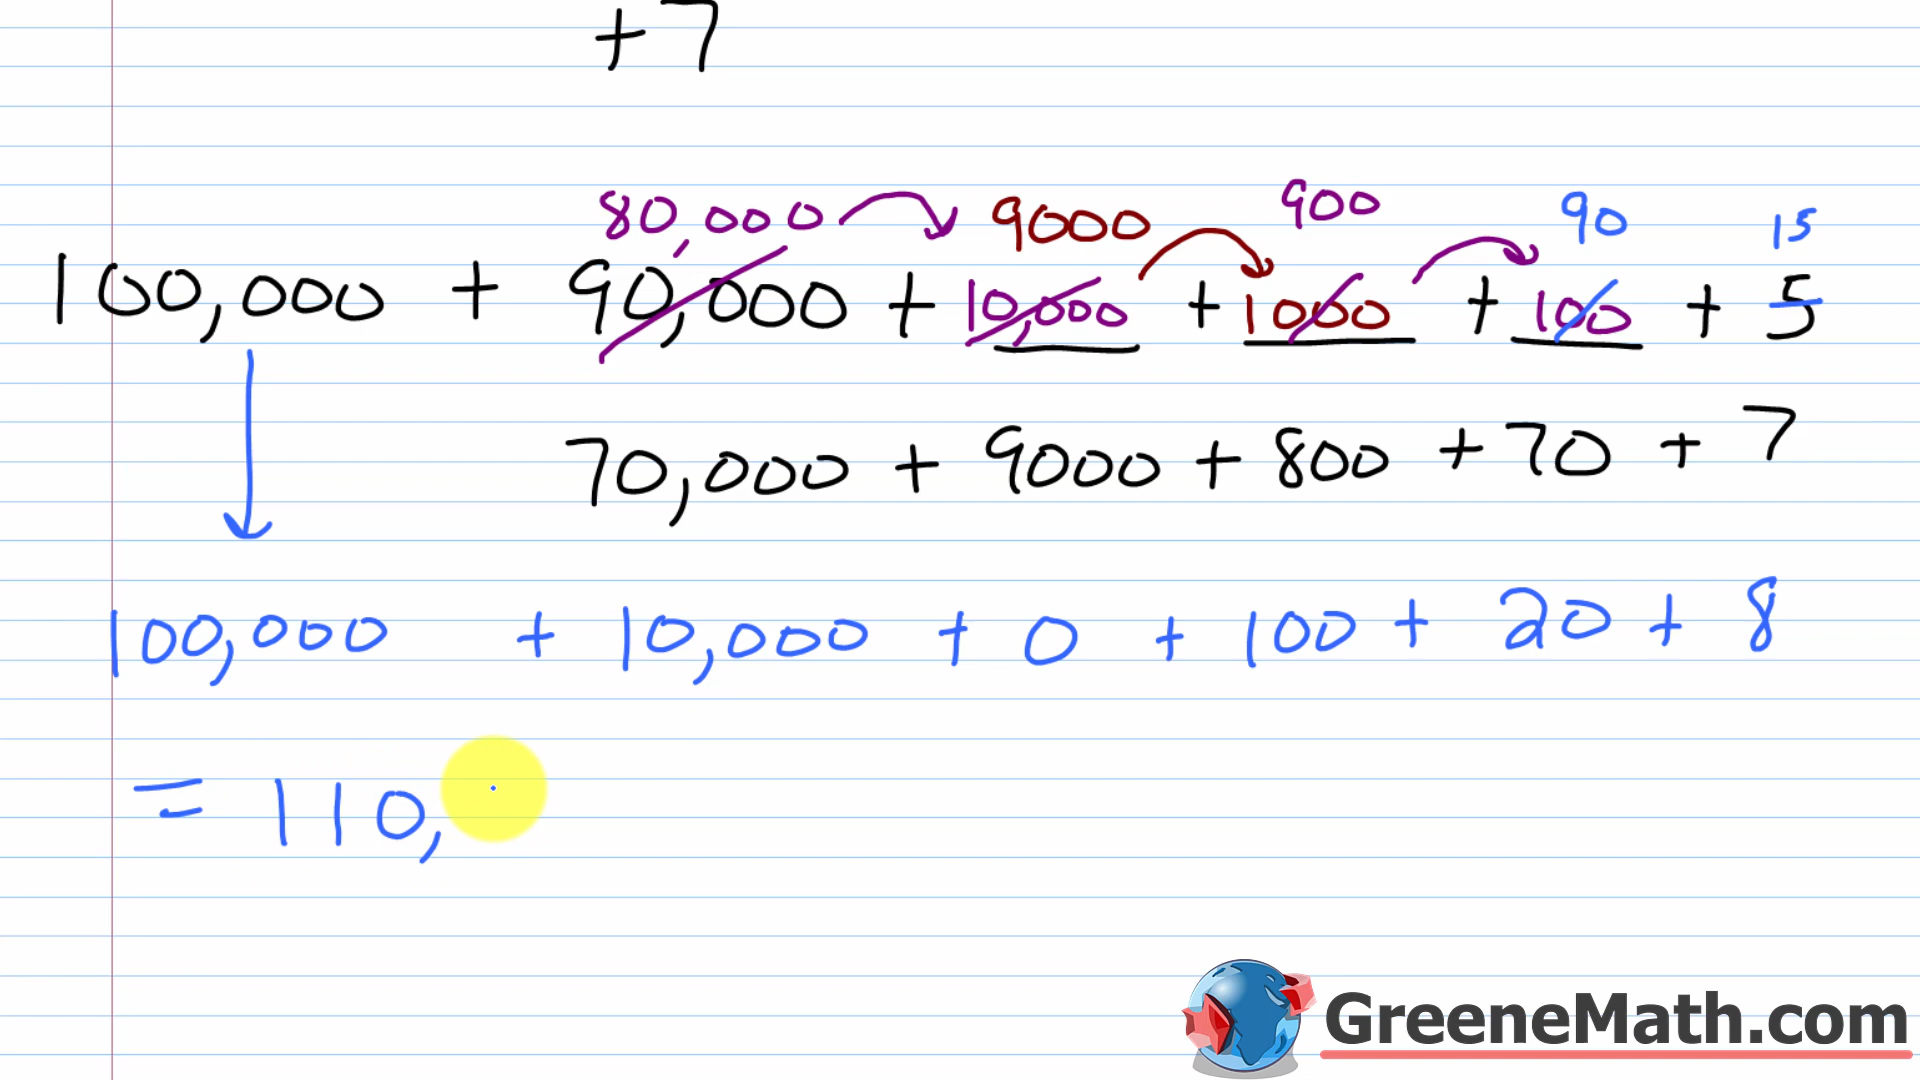 + 7
80,000 9000 900 90 15
100,000 + 90,000 + 10,000 + 1000 + 100 + 5
70,000 + 9000 + 800 + 70 + 7
100,000 + 10,000 + 0 + 100 + 20 + 8
= 110,
GreeneMath.com